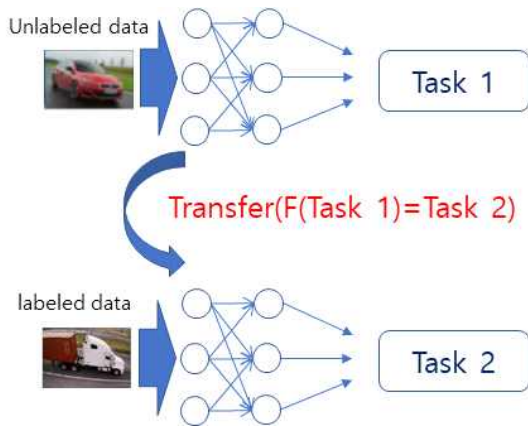 Unlabeled data
Task 1
Transfer(F(Task 1)=Task 2)
labeled data
Task 2